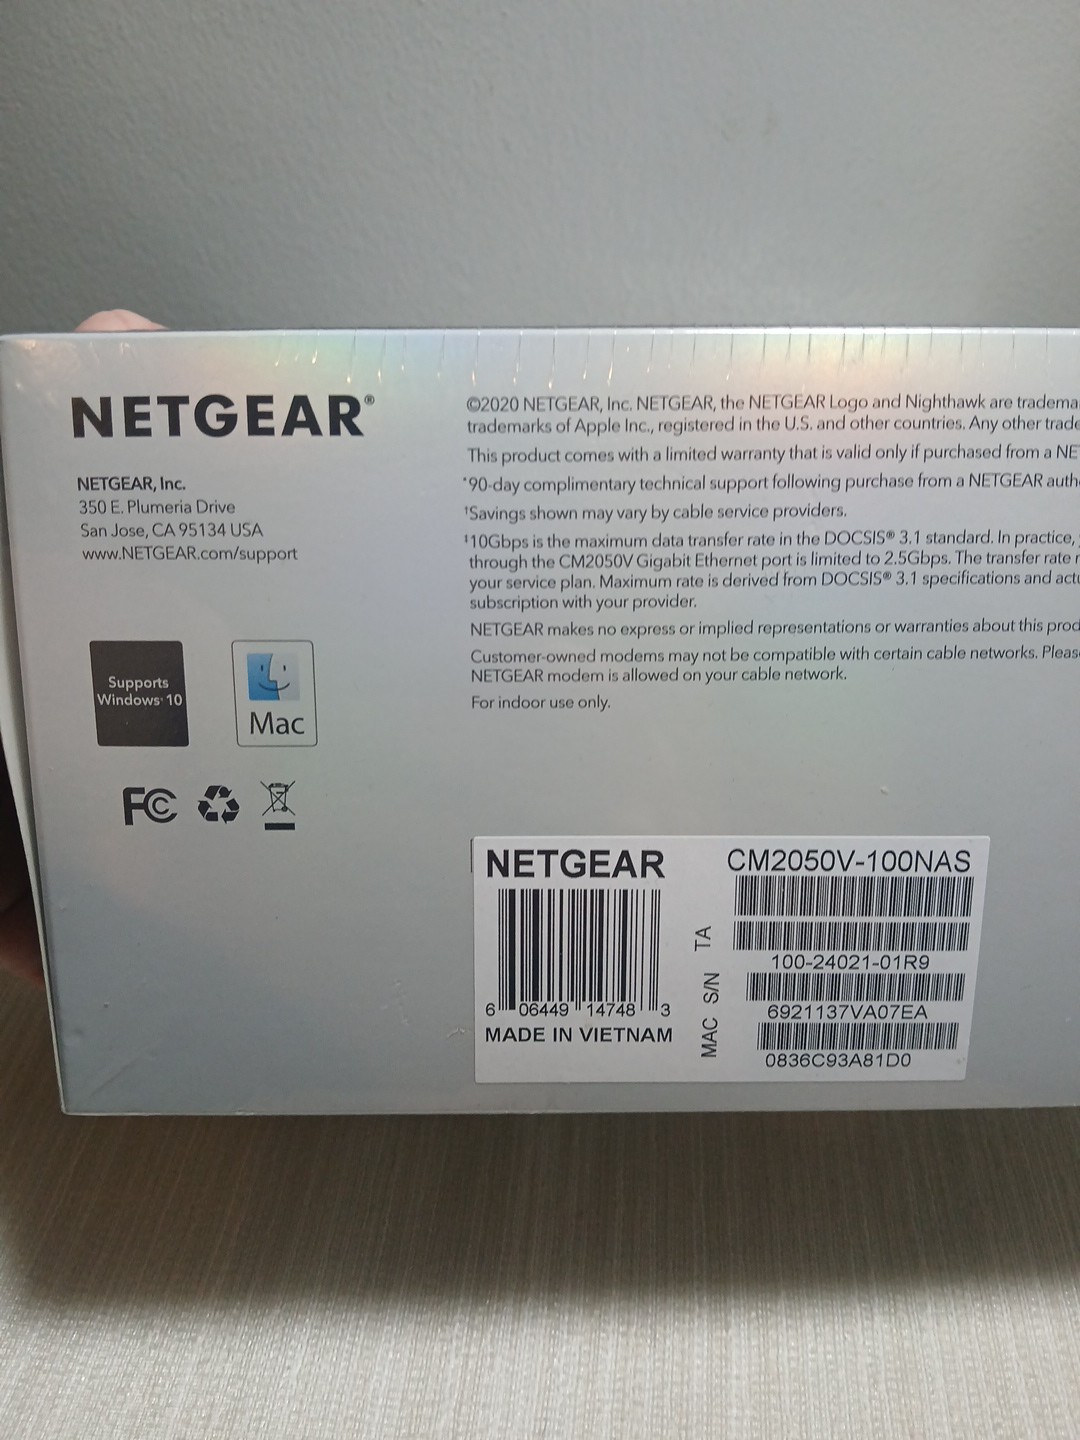 NETGEAR®
NETGEAR, Inc.
350 E. Plumeria Drive
San Jose, CA 95134 USA
www.NETGEAR.com/support
Supports
Windows 10
Mac
FC
©2020 NETGEAR, Inc. NETGEAR, the NETGEAR Logo and Nighthawk are tradema
trademarks of Apple Inc., registered in the U.S. and other countries. Any other trade
This product comes with a limited warranty that is valid only if purchased from a NE
*90-day complimentary technical support following purchase from a NETGEAR auth
†Savings shown may vary by cable service providers.
‡10Gbps is the maximum data transfer rate in the DOCSIS® 3.1 standard. In practice,
through the CM2050V Gigabit Ethernet port is limited to 2.5Gbps. The transfer rate
your service plan. Maximum rate is derived from DOCSIS® 3.1 specifications and actu
subscription with your provider.
NETGEAR makes no express or implied representations or warranties about this prod
Customer-owned modems may not be compatible with certain cable networks. Pleas
NETGEAR modem is allowed on your cable network.
For indoor use only.
NETGEAR
6 06449 14748 3
MADE IN VIETNAM
CM2050V-100NAS
TA
100-24021-01R9
S/N
6921137VA07EA
MAC
0836C93A81D0